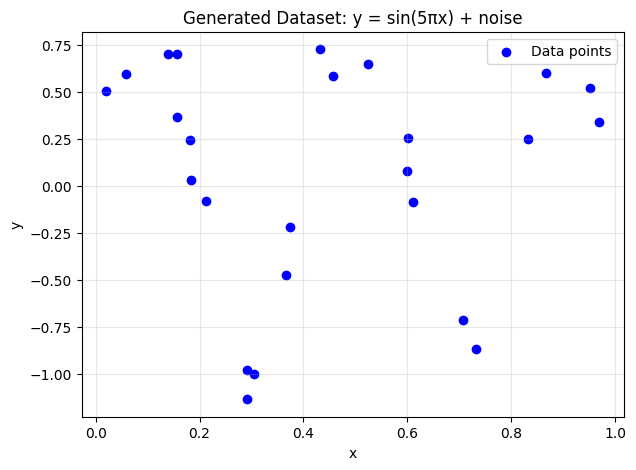 Generated Dataset: y = sin(5πx) + noise
Data points
y
0.75
0.50
0.25
0.00
−0.25
−0.50
−0.75
−1.00
0.0 0.2 0.4 0.6 0.8 1.0
x